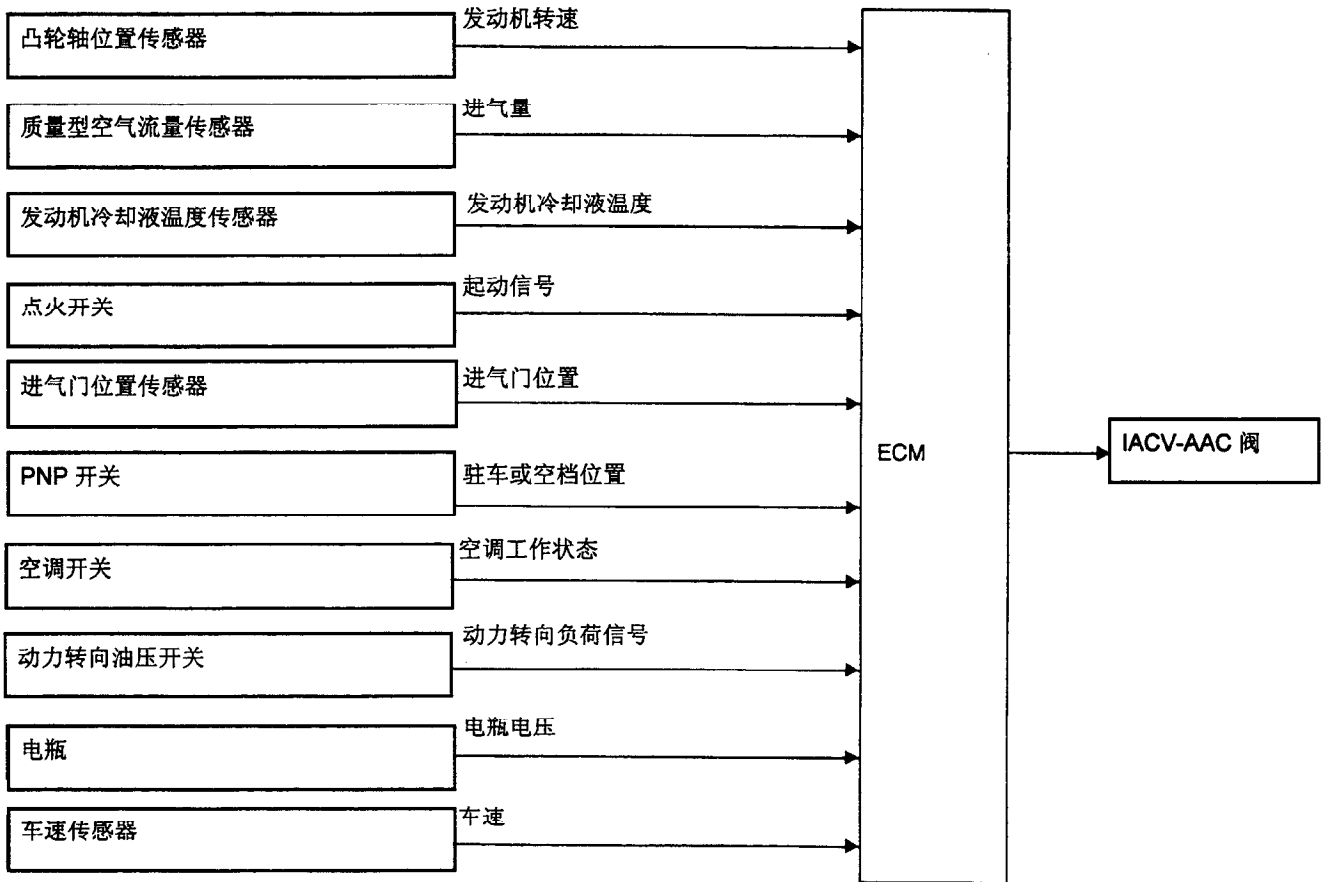 凸轮轴位置传感器
发动机转速
质量型空气流量传感器
进气量
发动机冷却液温度传感器
发动机冷却液温度
点火开关
起动信号
进气门位置传感器
进气门位置
PNP 开关
驻车或空档位置
ECM
IACV-AAC 阀
空调开关
空调工作状态
动力转向油压开关
动力转向负荷信号
电瓶
电瓶电压
车速传感器
车速